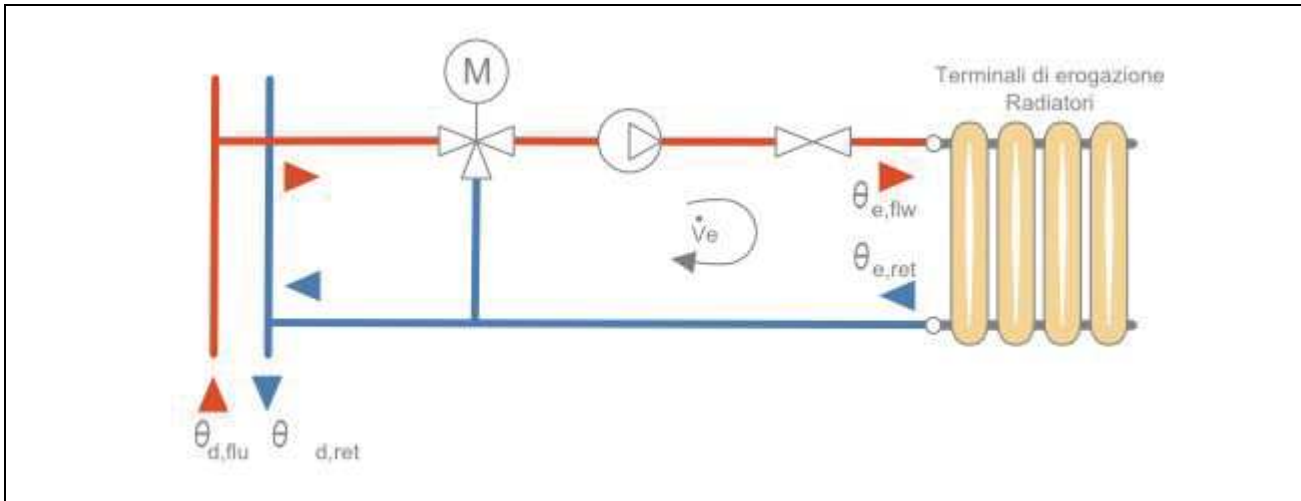 M
Terminali di erogazione
Radiatori
θe,flw
V̇e
θe,ret
θd,flu θ d,ret